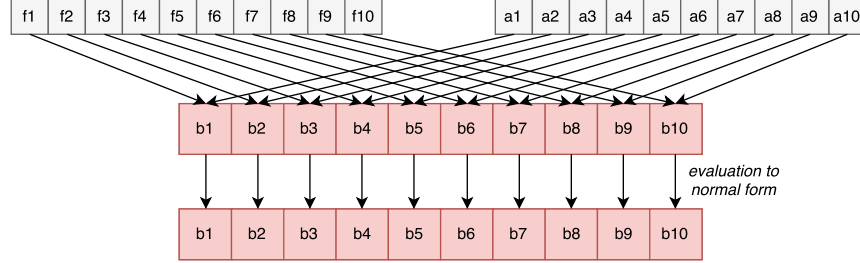 f1 f2 f3 f4 f5 f6 f7 f8 f9 f10 a1 a2 a3 a4 a5 a6 a7 a8 a9 a10
b1 b2 b3 b4 b5 b6 b7 b8 b9 b10
evaluation to
normal form
b1 b2 b3 b4 b5 b6 b7 b8 b9 b10